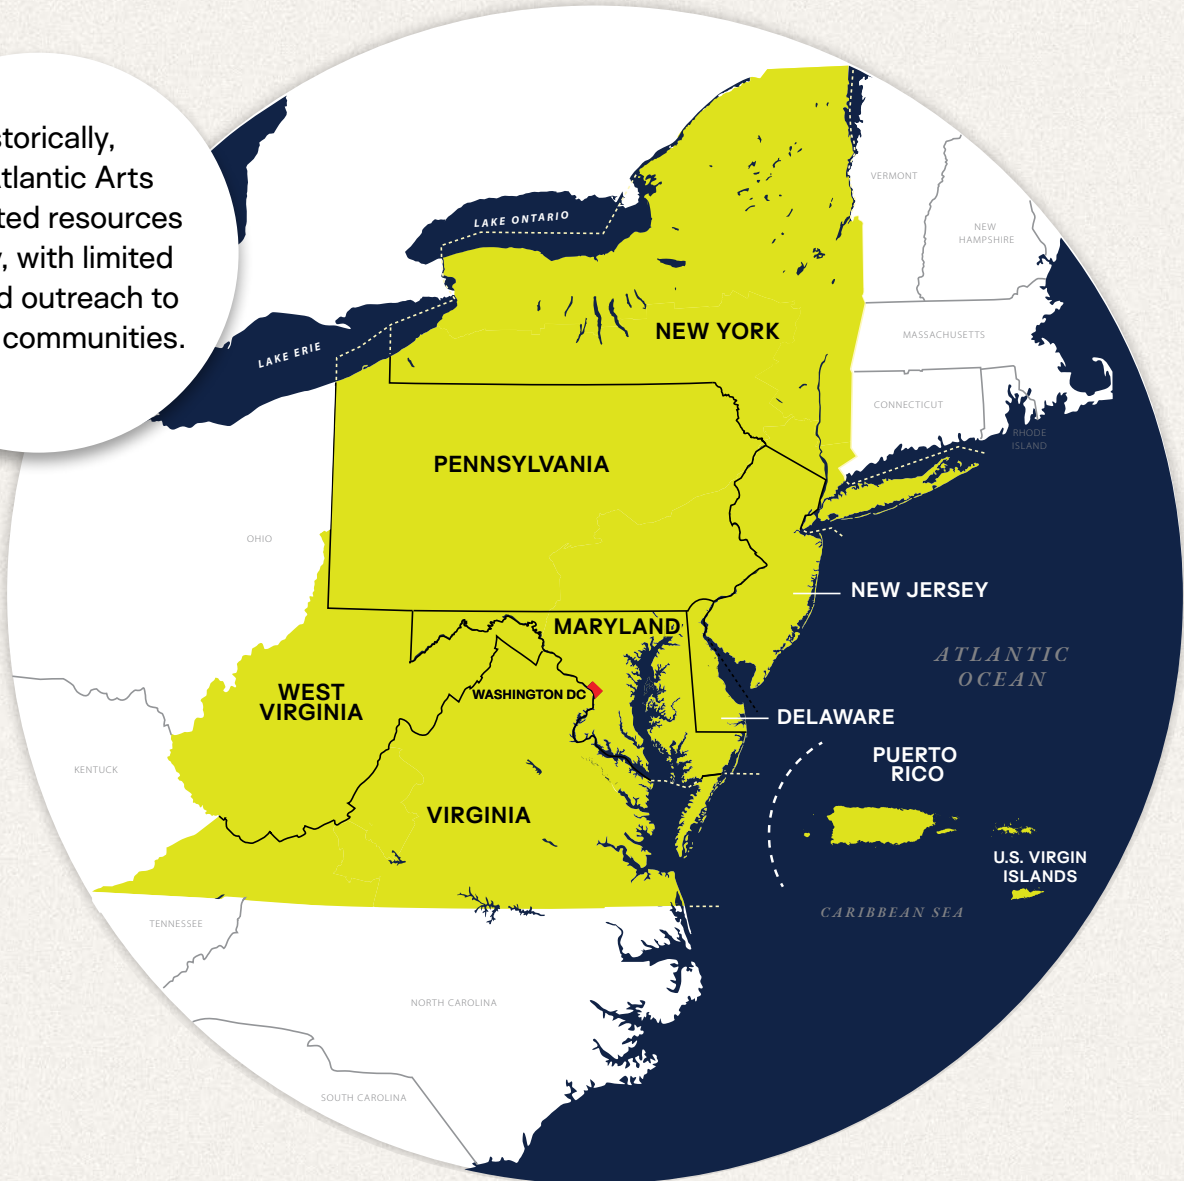 storically,
tlantic Arts
ted resources
, with limited
d outreach to
communities.
LAKE ONTARIO
LAKE ERIE
VERMONT
NEW
HAMPSHIRE
MASSACHUSETTS
CONNECTICUT
RHODE
ISLAND
NEW YORK
PENNSYLVANIA
OHIO
NEW JERSEY
MARYLAND
ATLANTIC
OCEAN
WEST
VIRGINIA
WASHINGTON DC
DELAWARE
PUERTO
RICO
KENTUCK
VIRGINIA
U.S. VIRGIN
ISLANDS
CARIBBEAN SEA
TENNESSEE
NORTH CAROLINA
SOUTH CAROLINA